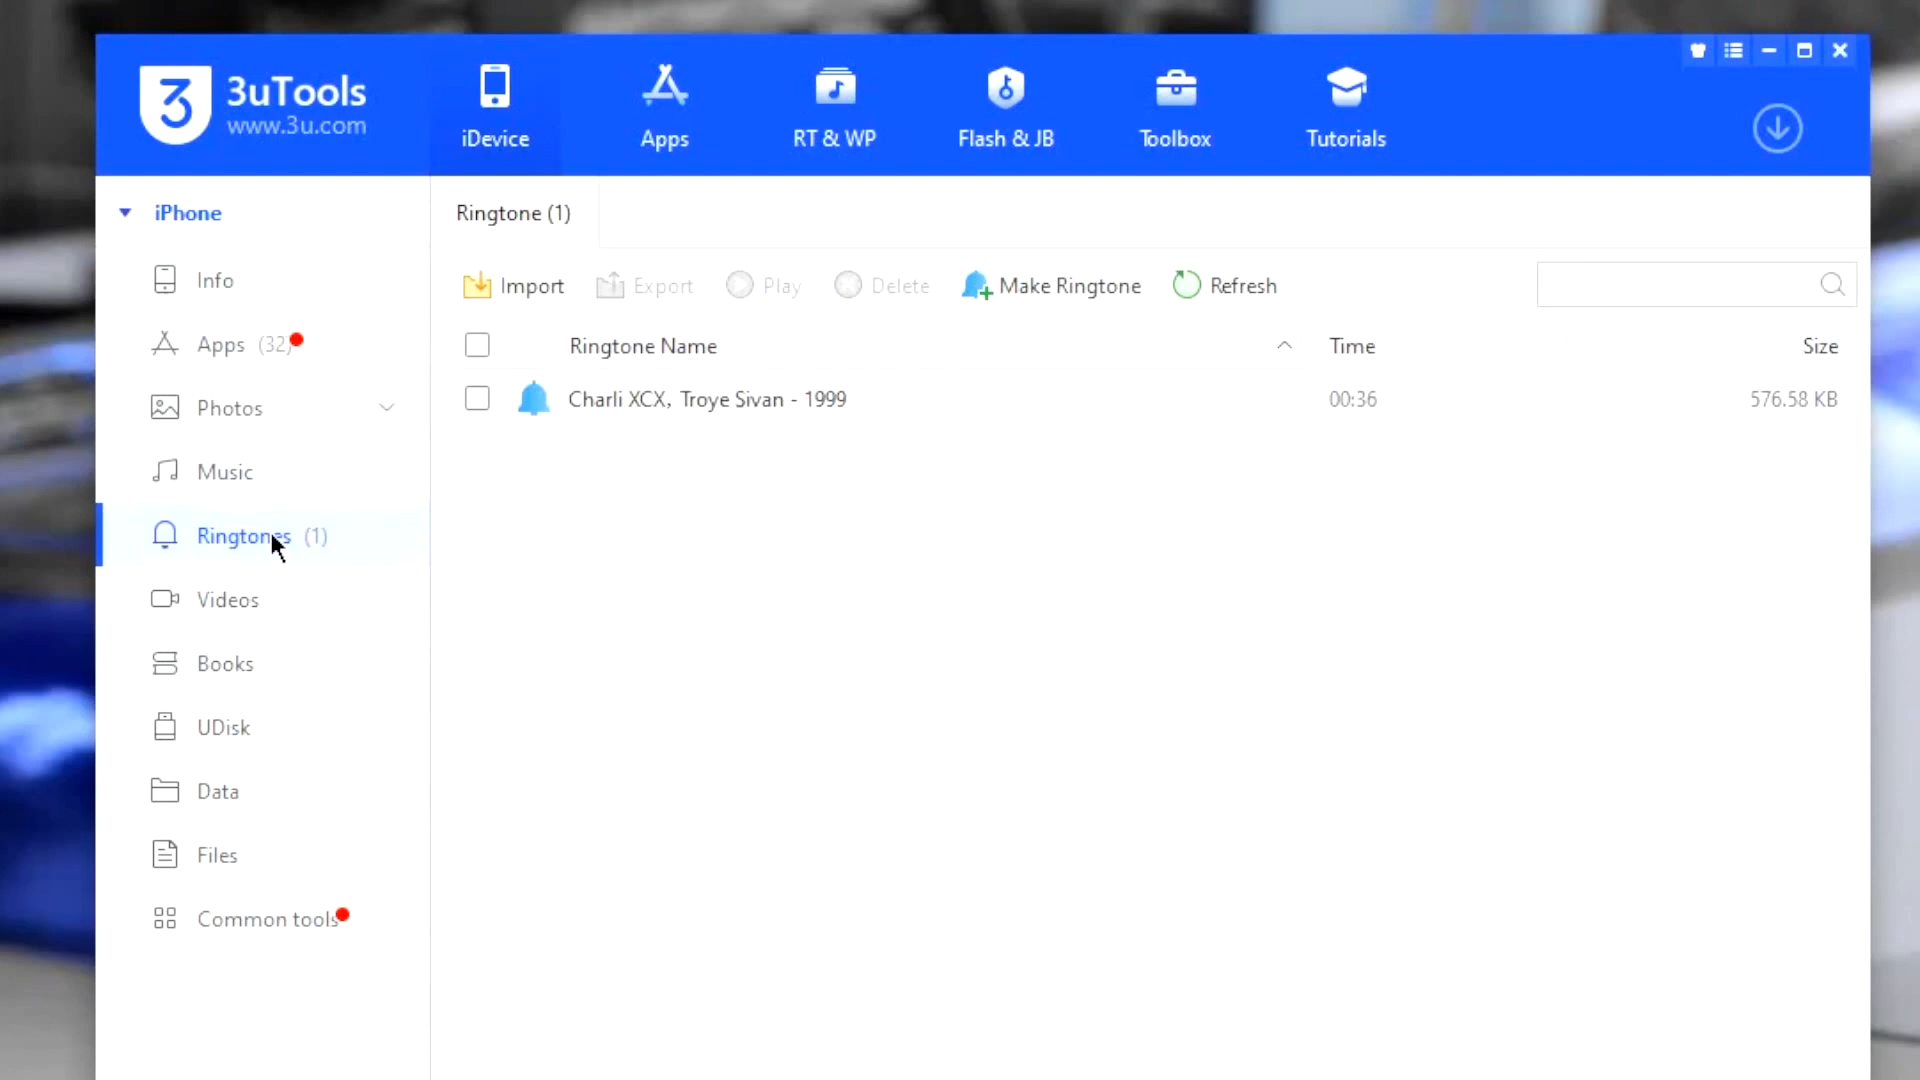 3 3uTools
www.3u.com
iDevice
Apps
RT & WP
Flash & JB
Toolbox
Tutorials
iPhone
Info
Apps (32)
Photos
Music
Ringtones (1)
Videos
Books
UDisk
Data
Files
Common tools
Ringtone (1)
Import Export Play Delete Make Ringtone Refresh
Ringtone Name Time Size
Charli XCX, Troye Sivan - 1999 00:36 576.58 KB